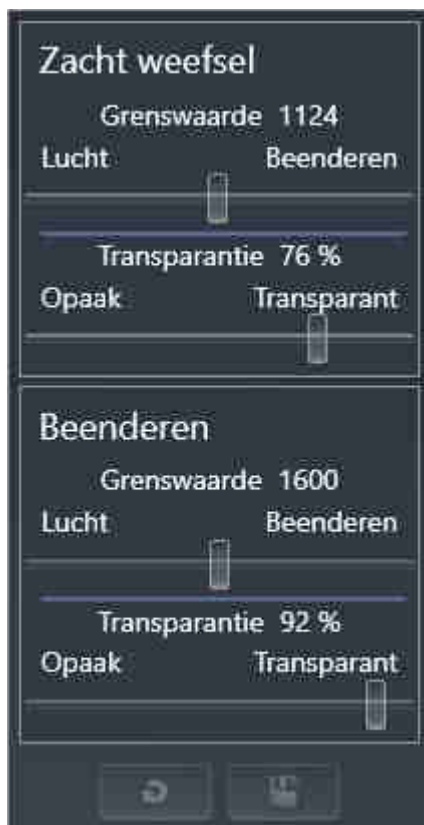 Zacht weefsel
Grenswaarde 1124
Lucht Beenderen
Transparantie 76 %
Opaak Transparant
Beenderen
Grenswaarde 1600
Lucht Beenderen
Transparantie 92 %
Opaak Transparant